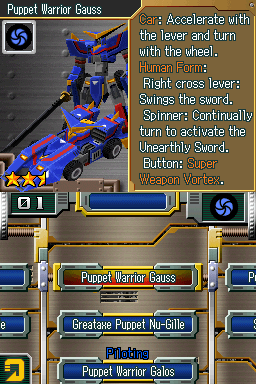 Puppet Warrior Gauss
Car: Accelerate with
the lever and turn
with the wheel.
Human Form:
Right cross lever:
Swings the sword.
Spinner: Continually
turn to activate the
Unearthly Sword.
Button: Super
Weapon Vortex.
01
Puppet Warrior Gauss
Greataxe Puppet Nu-Gille
Piloting
Puppet Warrior Galos